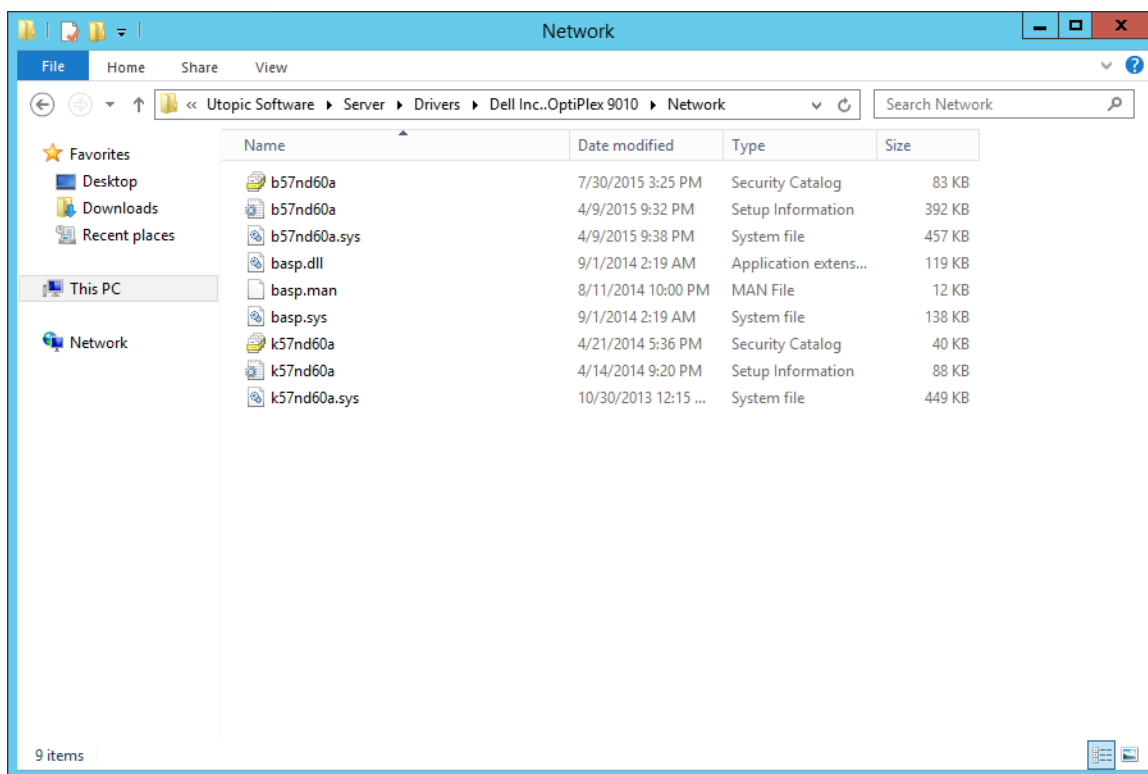 Network
File Home Share View
« Utopic Software Server Drivers Dell Inc..OptiPlex 9010 Network Search Network
Name Date modified Type Size
Favorites
Desktop
Downloads
Recent places
This PC
Network
b57nd60a 7/30/2015 3:25 PM Security Catalog 83 KB
b57nd60a 4/9/2015 9:32 PM Setup Information 392 KB
b57nd60a.sys 4/9/2015 9:38 PM System file 457 KB
basp.dll 9/1/2014 2:19 AM Application extens... 119 KB
basp.man 8/11/2014 10:00 PM MAN File 12 KB
basp.sys 9/1/2014 2:19 AM System file 138 KB
k57nd60a 4/21/2014 5:36 PM Security Catalog 40 KB
k57nd60a 4/14/2014 9:20 PM Setup Information 88 KB
k57nd60a.sys 10/30/2013 12:15 ... System file 449 KB
9 items